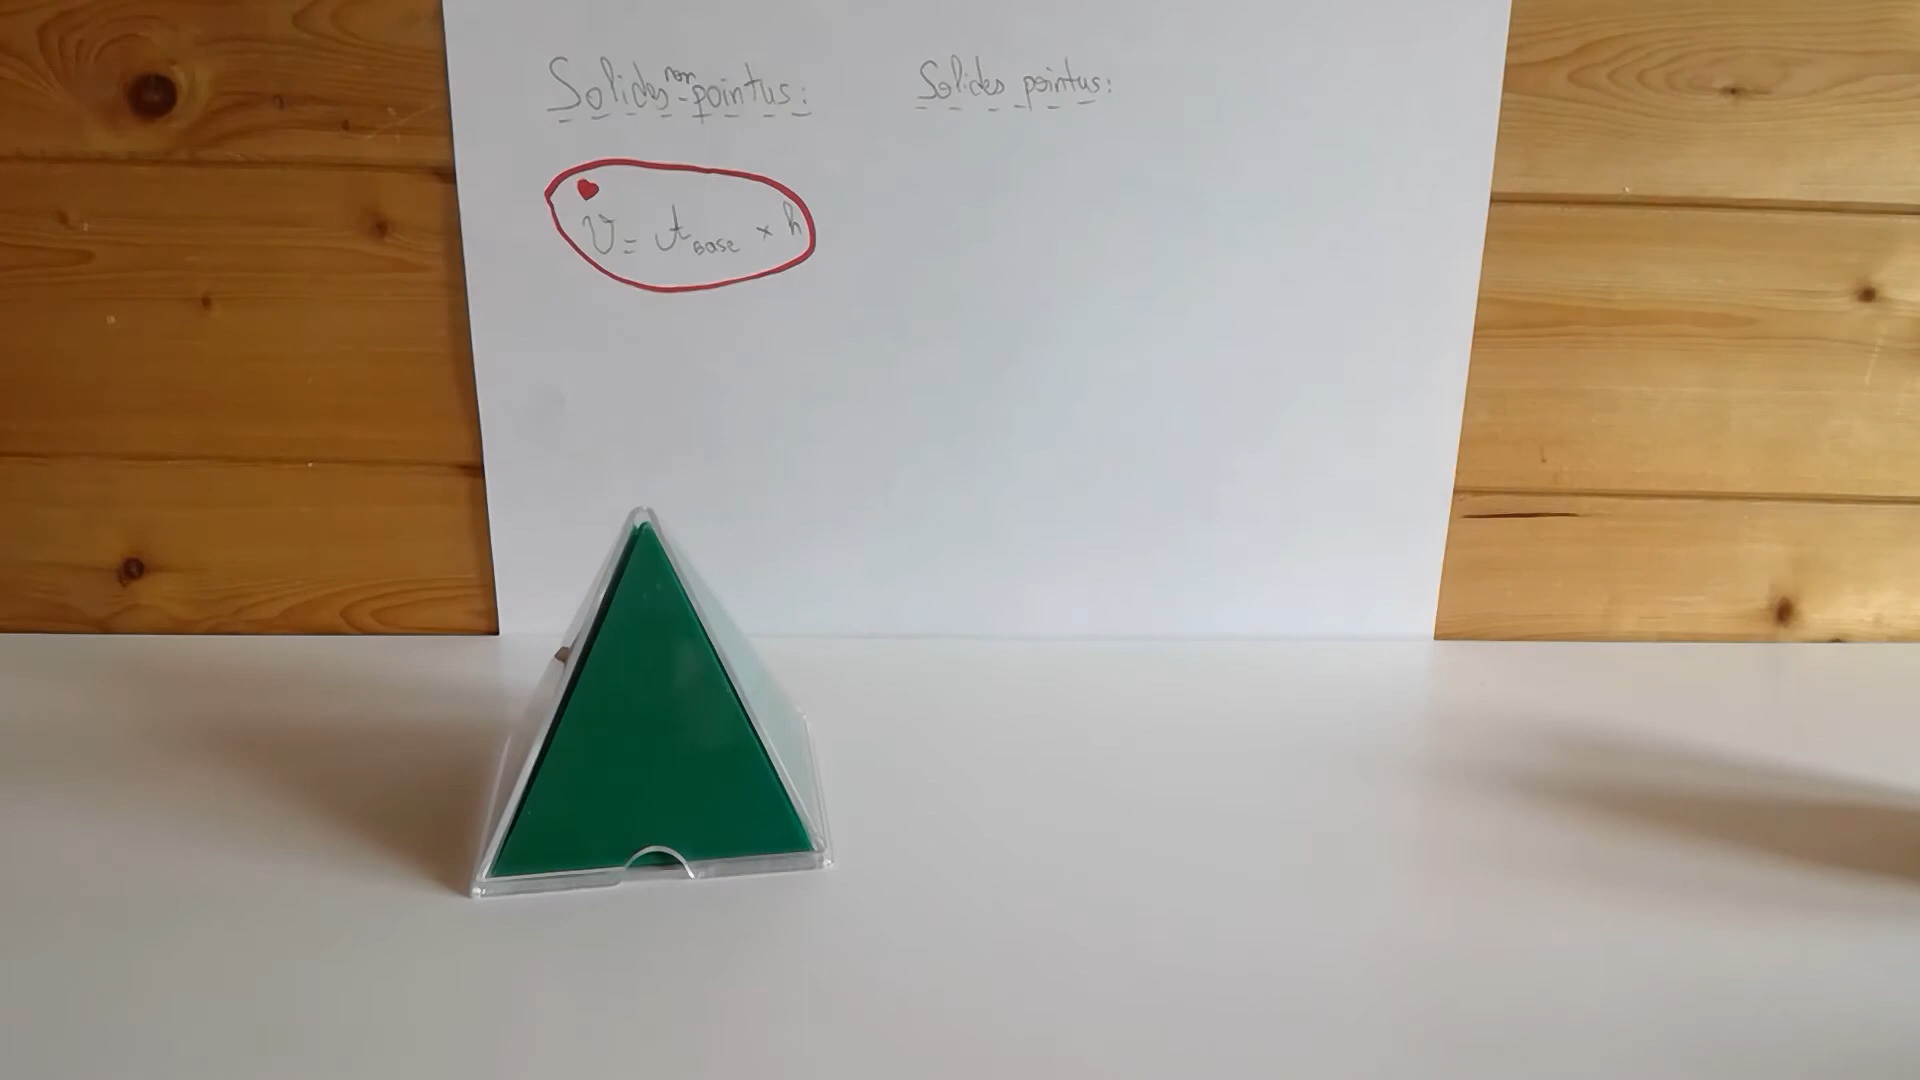 Solides non-pointus:
Solides pointus:
V = A Base × h